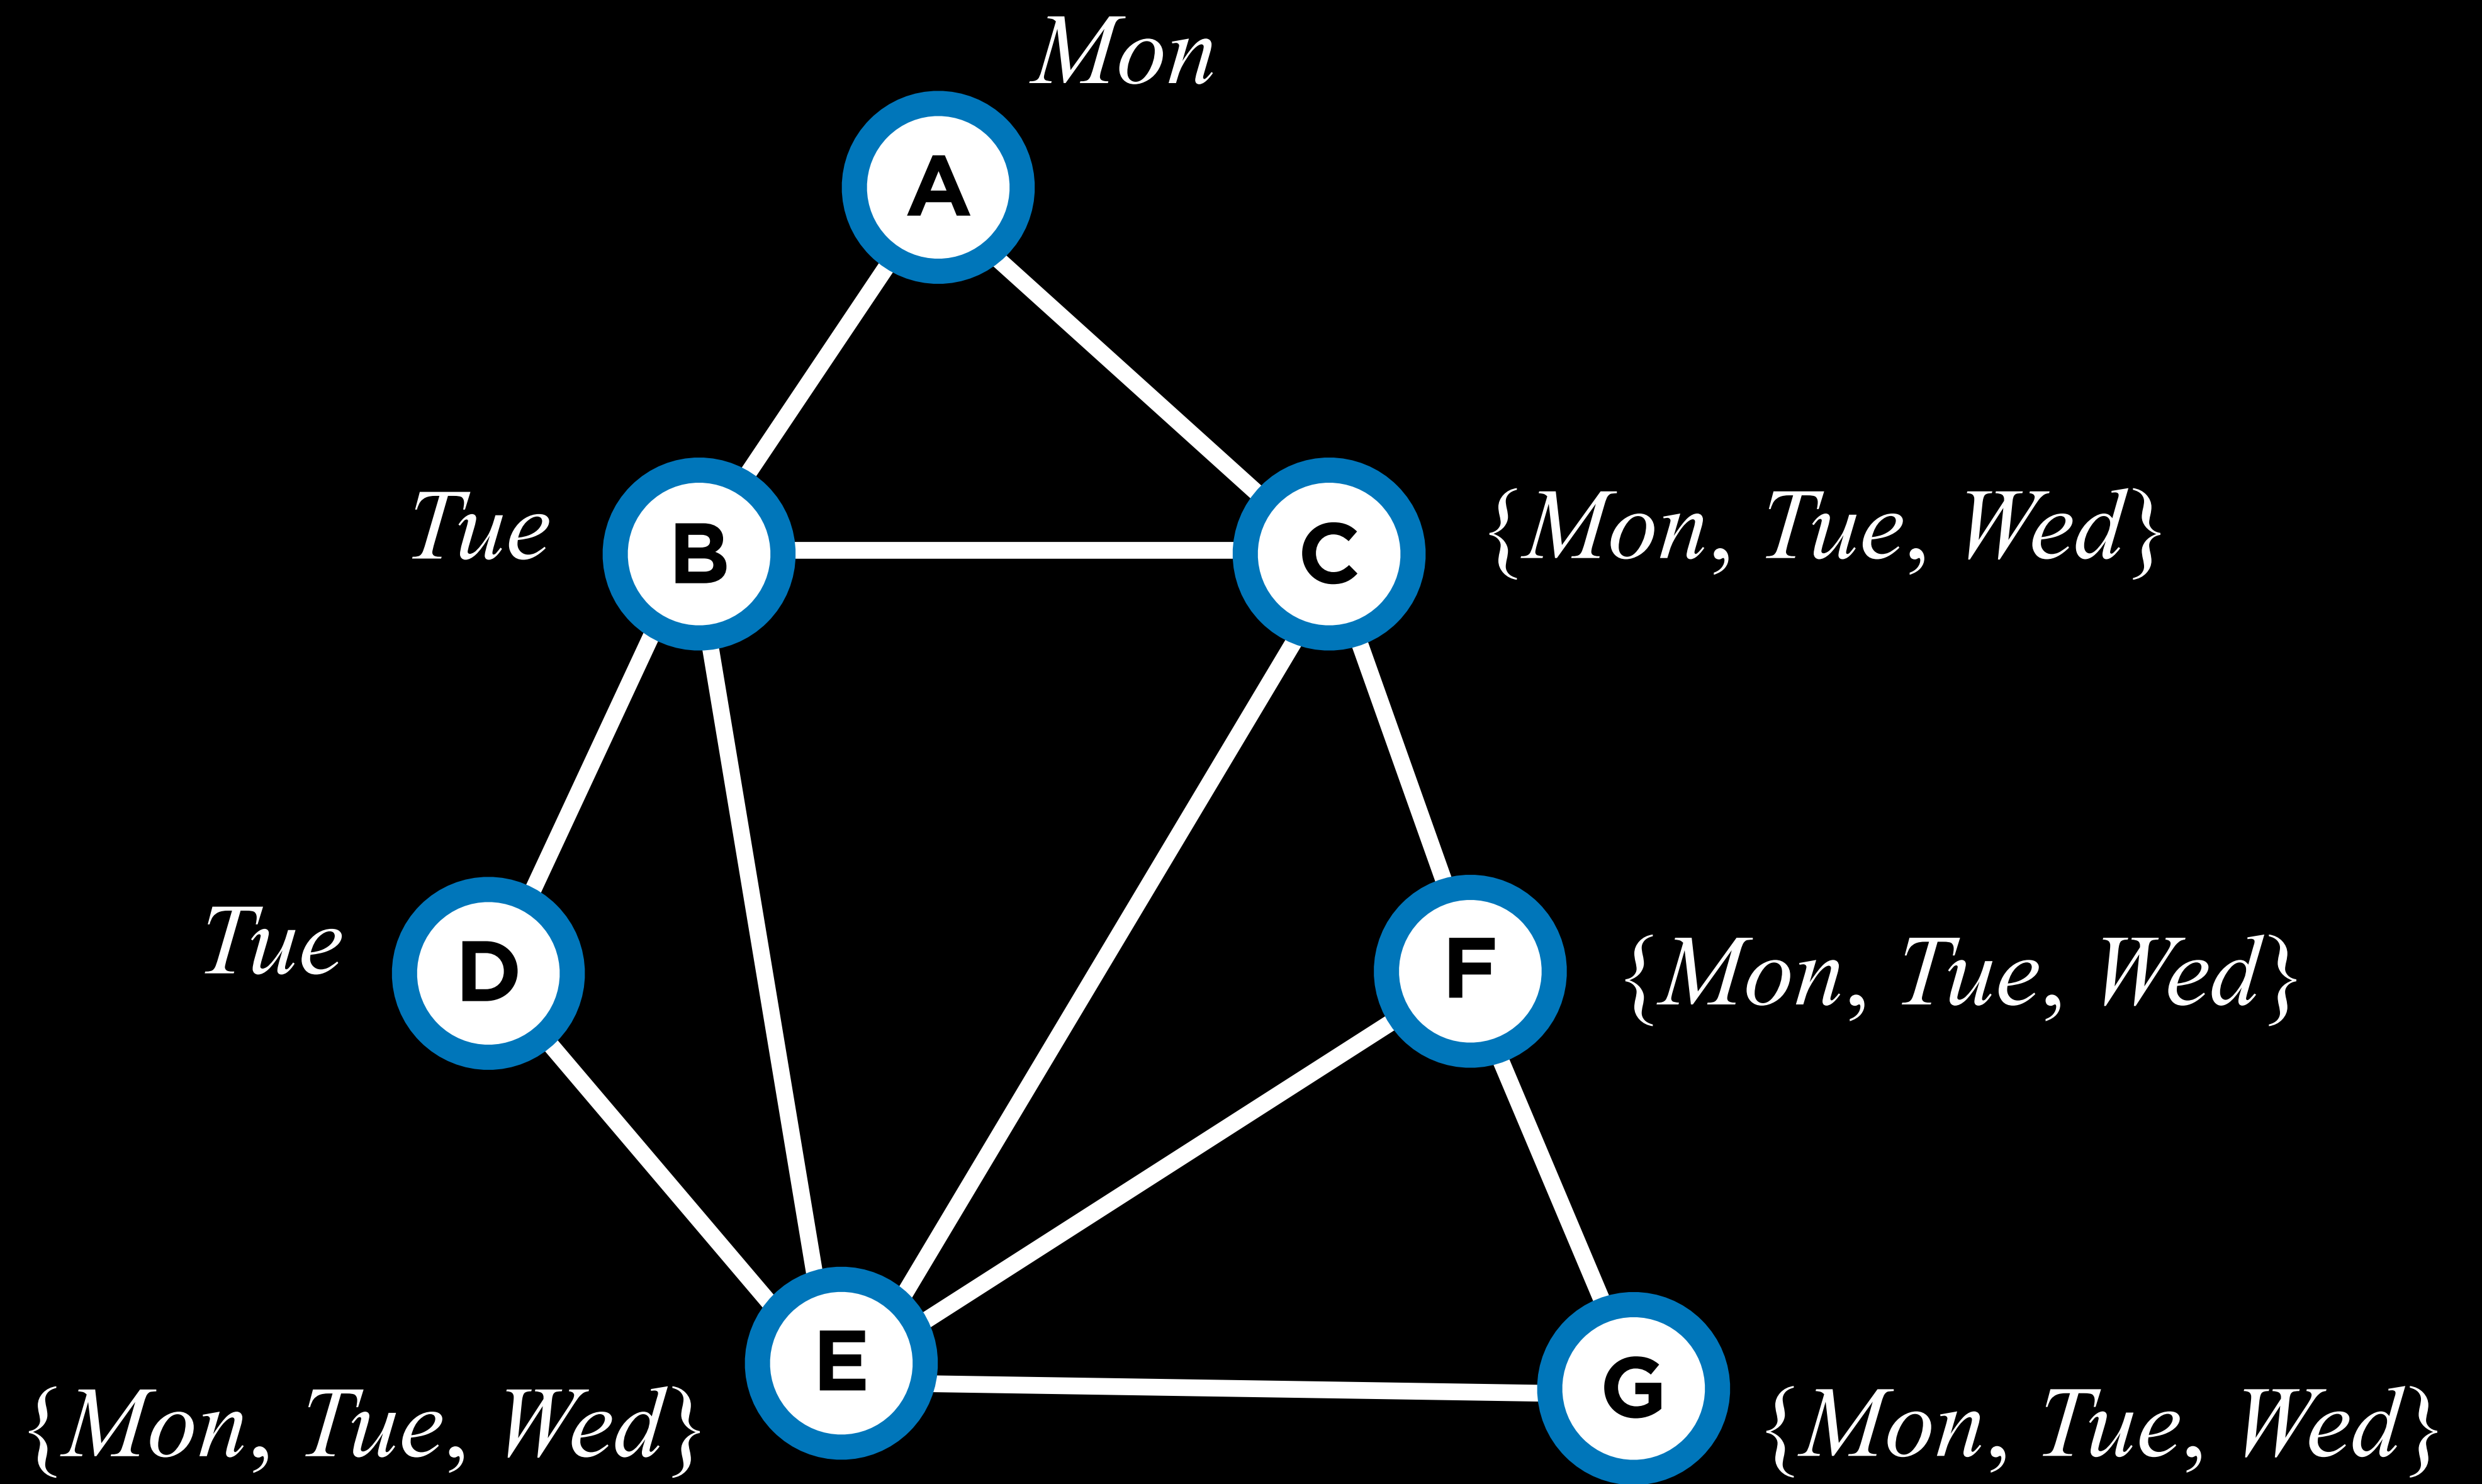 Mon
A
Tue
B
C
{Mon, Tue, Wed}
Tue
D
F
{Mon, Tue, Wed}
E
{Mon, Tue, Wed}
G
{Mon, Tue, Wed}